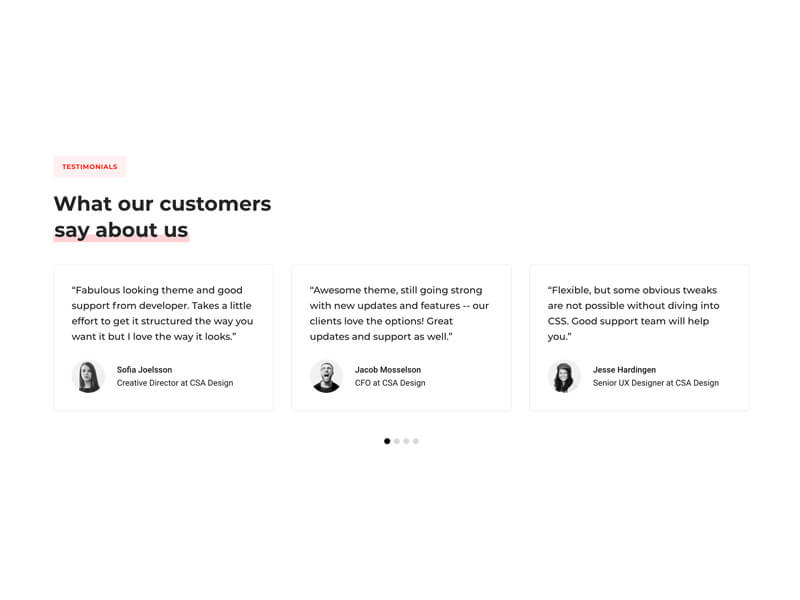 TESTIMONIALS
What our customers
say about us
“Fabulous looking theme and good
support from developer. Takes a little
effort to get it structured the way you
want it but I love the way it looks.”
Sofia Joelsson
Creative Director at CSA Design
“Awesome theme, still going strong
with new updates and features -- our
clients love the options! Great
updates and support as well.”
Jacob Mosselson
CFO at CSA Design
“Flexible, but some obvious tweaks
are not possible without diving into
CSS. Good support team will help
you.”
Jesse Hardingen
Senior UX Designer at CSA Design